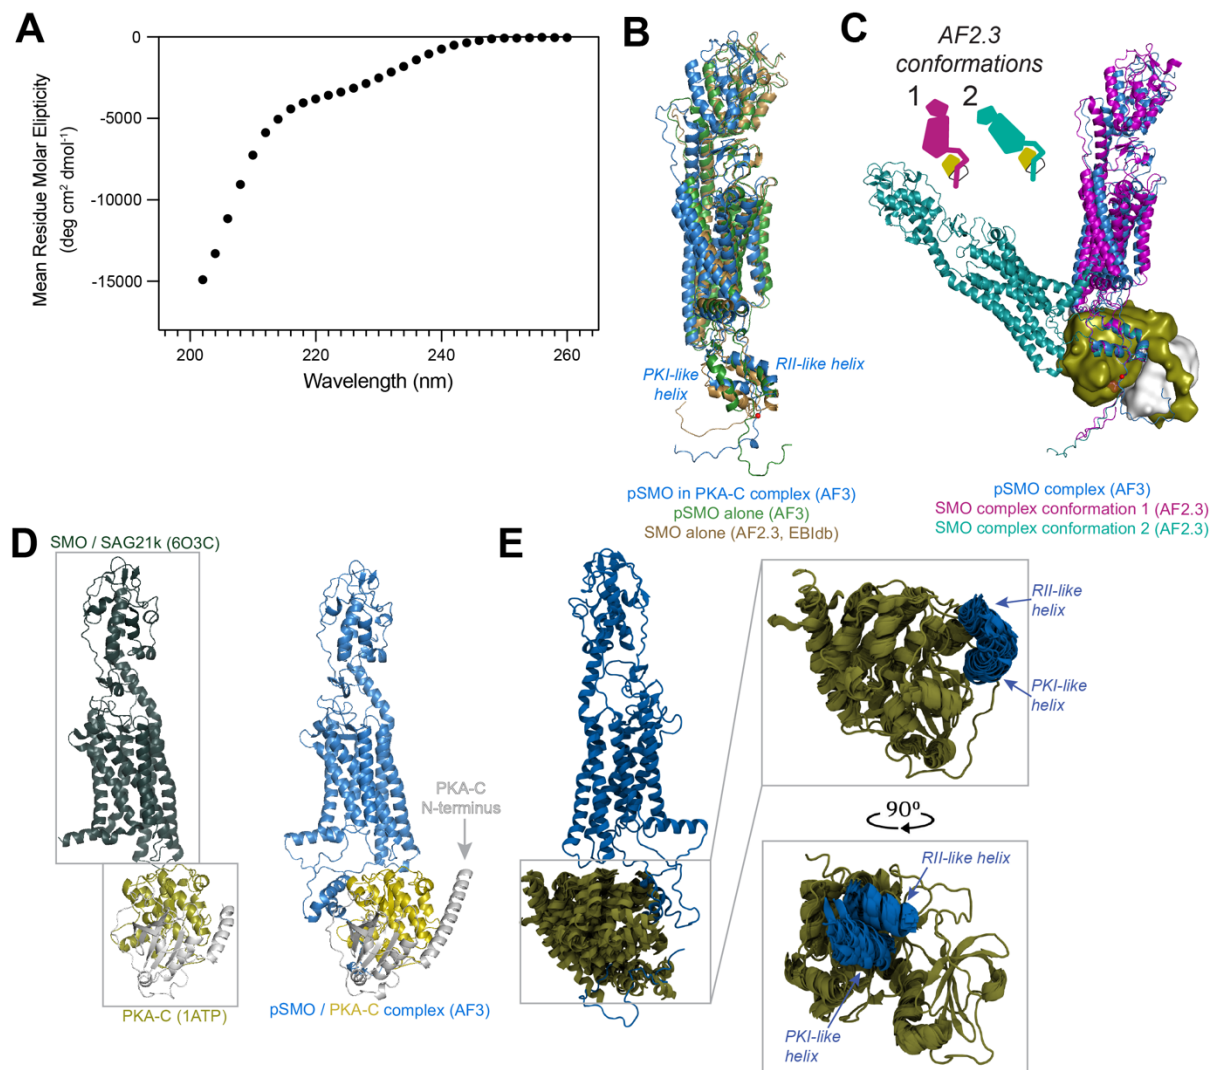 A
0
-5000
-10000
-15000
Mean Residue Molar Elipticity
(deg cm² dmol⁻¹)
200
220
240
260
Wavelength (nm)
B
PKI-like
helix
RII-like helix
pSMO in PKA-C complex (AF3)
pSMO alone (AF3)
SMO alone (AF2.3, EBIdb)
C
AF2.3
conformations
1
2
pSMO complex (AF3)
SMO complex conformation 1 (AF2.3)
SMO complex conformation 2 (AF2.3)
D
SMO / SAG21k (6O3C)
PKA-C (1ATP)
PKA-C
N-terminus
pSMO / PKA-C complex (AF3)
E
RII-like
helix
PKI-like
helix
90º
RII-like helix
PKI-like
helix